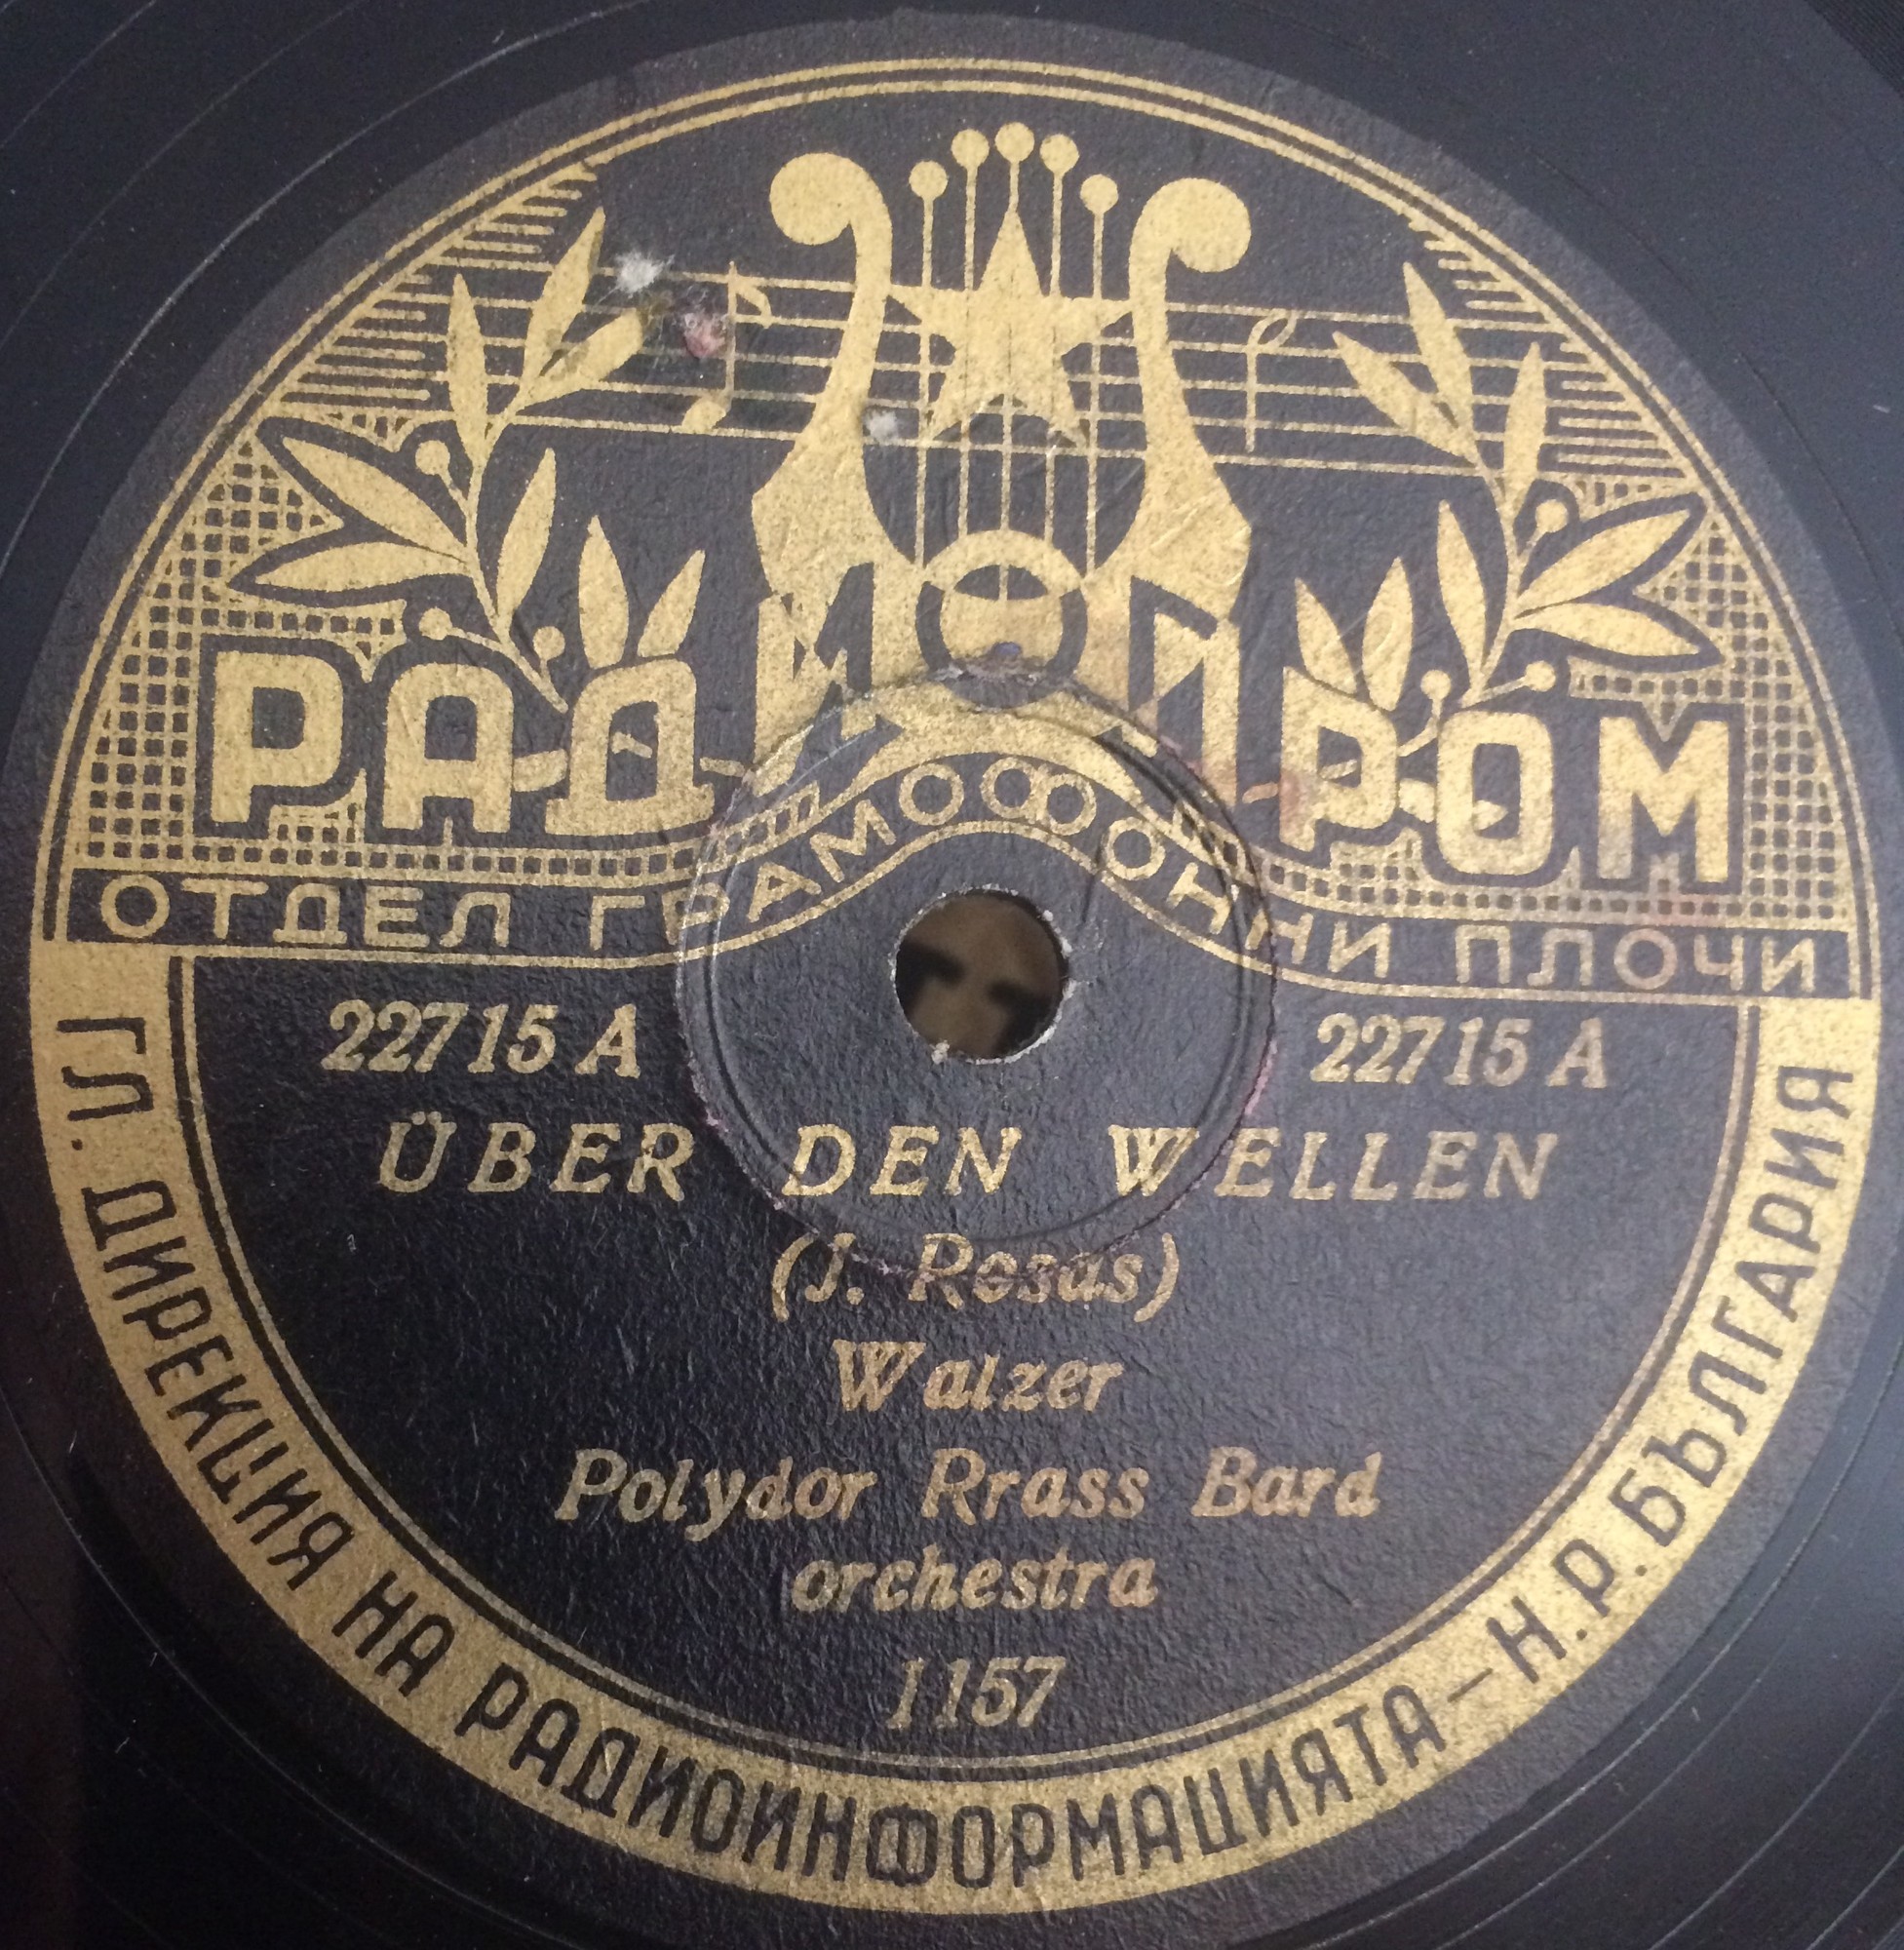 РАДИОПРОМ
ОТДЕЛ ГРАМОФОННИ ПЛОЧИ
22715 A 22715 A
ÜBER DEN WELLEN
(J. Rosas)
Walzer
Polydor Rrass Bard
orchestra
1157
ГЛ. ДИРЕКЦИЯ НА РАДИОИНФОРМАЦИЯТА – Н.Р. БЪЛГАРИЯ